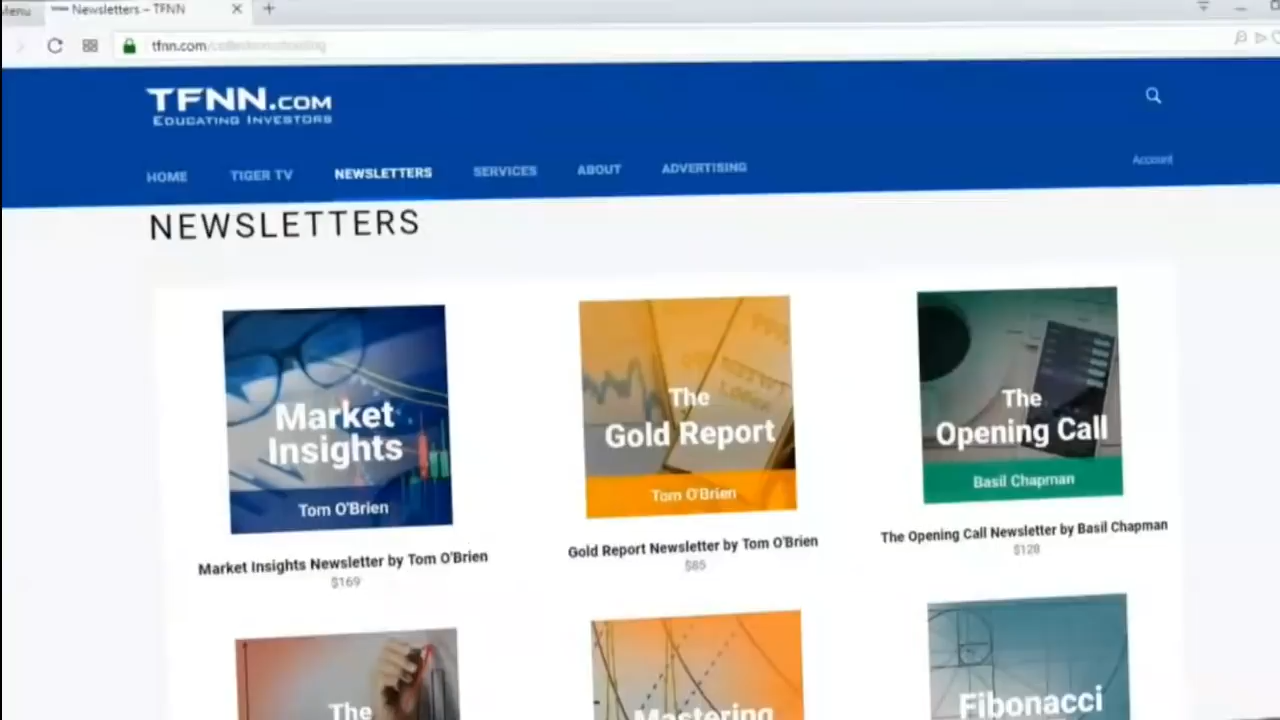 Menu
Newsletters – TFNN
tfnn.com
TFNN.COM
EDUCATING INVESTORS
HOME TIGER TV NEWSLETTERS SERVICES ABOUT ADVERTISING Account
NEWSLETTERS
Market
Insights
Tom O'Brien
Market Insights Newsletter by Tom O'Brien
$169
The
Gold Report
Tom O'Brien
Gold Report Newsletter by Tom O'Brien
$85
The
Opening Call
Basil Chapman
The Opening Call Newsletter by Basil Chapman
$128
The
Mastering
Fibonacci